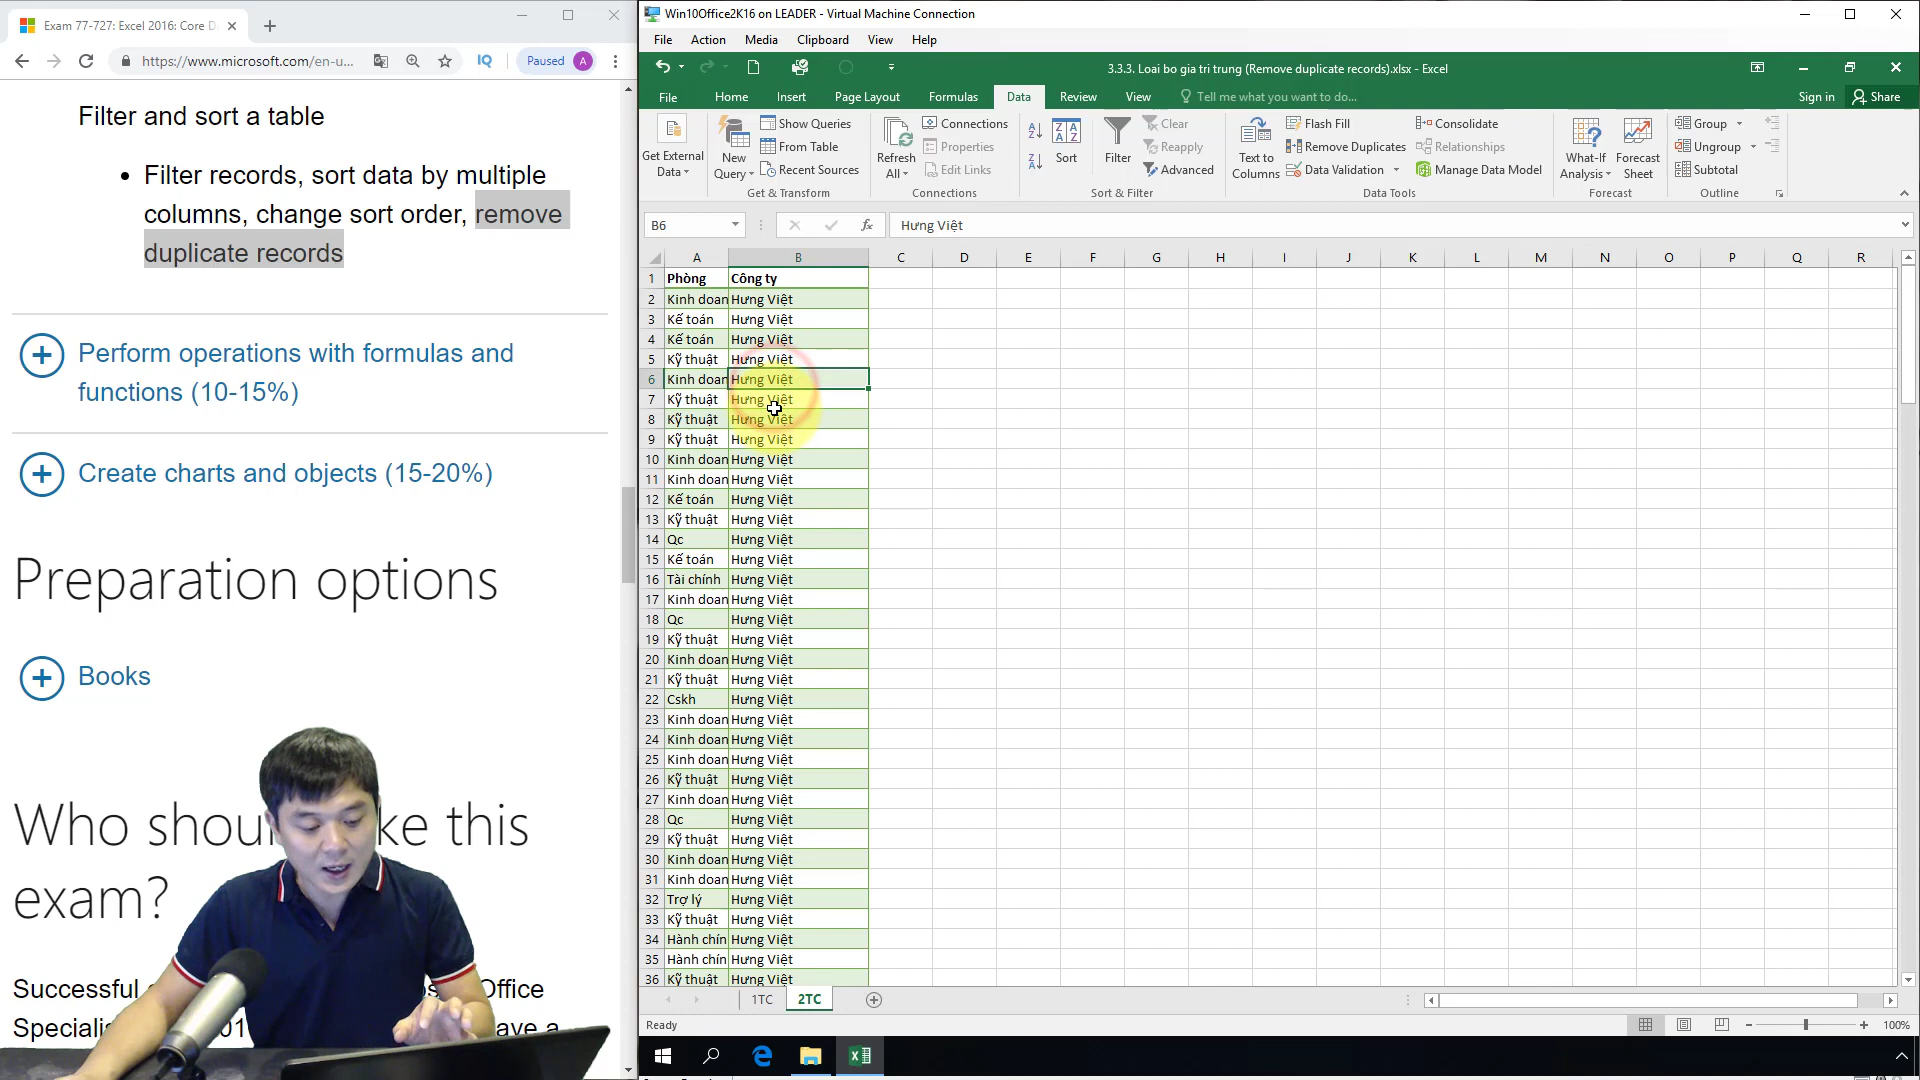 Exam 77-727: Excel 2016: Core D
https://www.microsoft.com/en-u...
Paused
A
Filter and sort a table
Filter records, sort data by multiple
columns, change sort order, remove
duplicate records
Perform operations with formulas and
functions (10-15%)
Create charts and objects (15-20%)
Preparation options
Books
Who shou
ke this
exam?
Successful
Office
Specialis
ave a
Win10Office2K16 on LEADER - Virtual Machine Connection
File Action Media Clipboard View Help
3.3.3. Loai bo gia tri trung (Remove duplicate records).xlsx - Excel
File Home Insert Page Layout Formulas Data Review View Tell me what you want to do... Sign in Share
Get External Data
New Query
Show Queries
From Table
Recent Sources
Get & Transform
Refresh All
Connections
Properties
Edit Links
Connections
Sort
Filter
Clear
Reapply
Advanced
Sort & Filter
Text to Columns
Flash Fill
Remove Duplicates
Data Validation
Consolidate
Relationships
Manage Data Model
Data Tools
What-If Analysis
Forecast Sheet
Forecast
Group
Ungroup
Subtotal
Outline
B6 fx Hưng Việt
A B C D E F G H I J K L M N O P Q R
1 Phòng Công ty
2 Kinh doan Hưng Việt
3 Kế toán Hưng Việt
4 Kế toán Hưng Việt
5 Kỹ thuật Hưng Việt
6 Kinh doan Hưng Việt
7 Kỹ thuật Hưng Việt
8 Kỹ thuật Hưng Việt
9 Kỹ thuật Hưng Việt
10 Kinh doan Hưng Việt
11 Kinh doan Hưng Việt
12 Kế toán Hưng Việt
13 Kỹ thuật Hưng Việt
14 Qc Hưng Việt
15 Kế toán Hưng Việt
16 Tài chính Hưng Việt
17 Kinh doan Hưng Việt
18 Qc Hưng Việt
19 Kỹ thuật Hưng Việt
20 Kinh doan Hưng Việt
21 Kỹ thuật Hưng Việt
22 Cskh Hưng Việt
23 Kinh doan Hưng Việt
24 Kinh doan Hưng Việt
25 Kinh doan Hưng Việt
26 Kỹ thuật Hưng Việt
27 Kinh doan Hưng Việt
28 Qc Hưng Việt
29 Kỹ thuật Hưng Việt
30 Kinh doan Hưng Việt
31 Kinh doan Hưng Việt
32 Trợ lý Hưng Việt
33 Kỹ thuật Hưng Việt
34 Hành chín Hưng Việt
35 Hành chín Hưng Việt
36 Kỹ thuật Hưng Việt
1TC 2TC
Ready
100%